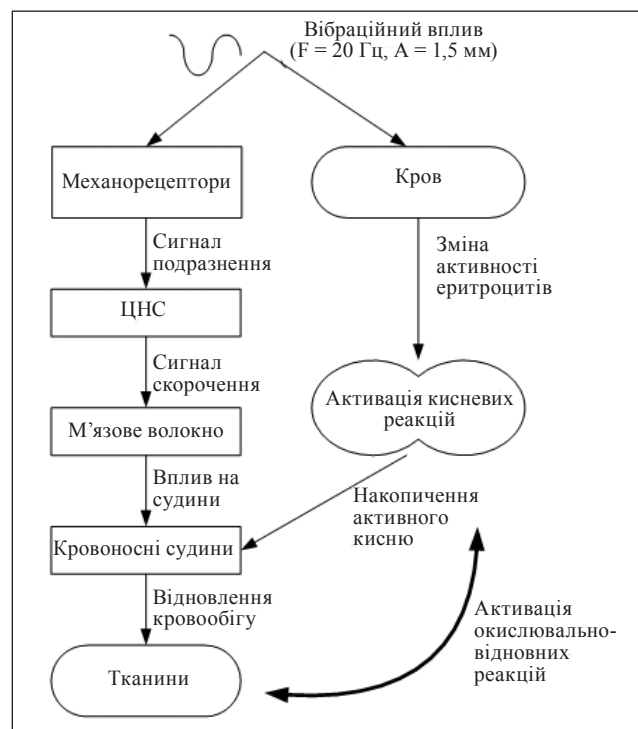 Вібраційний вплив
(F = 20 Гц, А = 1,5 мм)
Механорецептори
Кров
Сигнал
подразнення
Зміна
активності
еритроцитів
ЦНС
Сигнал
скорочення
Активація кисневих
реакцій
М’язове волокно
Вплив на
судини
Накопичення
активного
кисню
Кровоносні судини
Відновлення
кровообігу
Активація
окислювально-
відновних
реакцій
Тканини